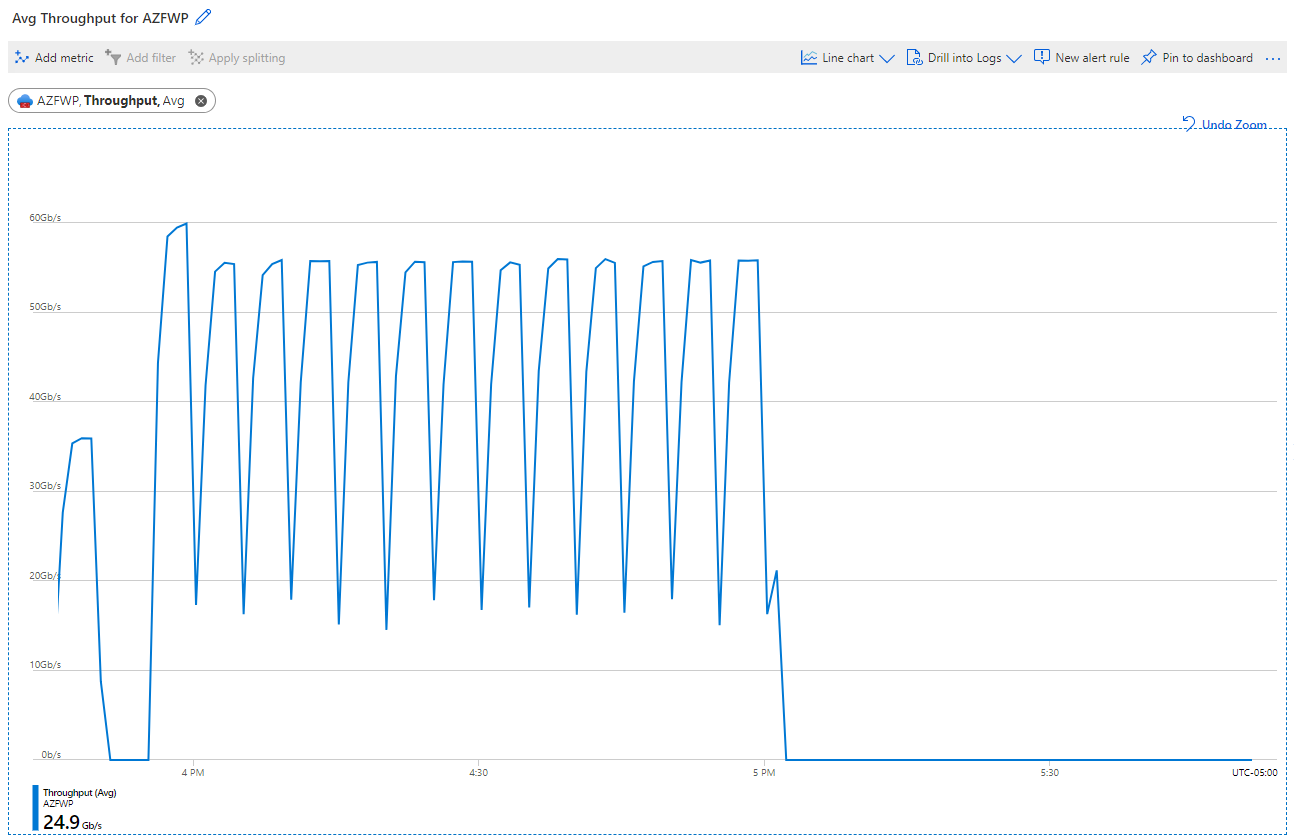 Avg Throughput for AZFWP
Add metric Add filter Apply splitting Line chart Drill into Logs New alert rule Pin to dashboard ...
AZFWP, Throughput, Avg
Undo Zoom
60Gb/s
50Gb/s
40Gb/s
30Gb/s
20Gb/s
10Gb/s
0b/s
4 PM 4:30 5 PM 5:30 UTC-05:00
Throughput (Avg)
AZFWP
24.9 Gb/s